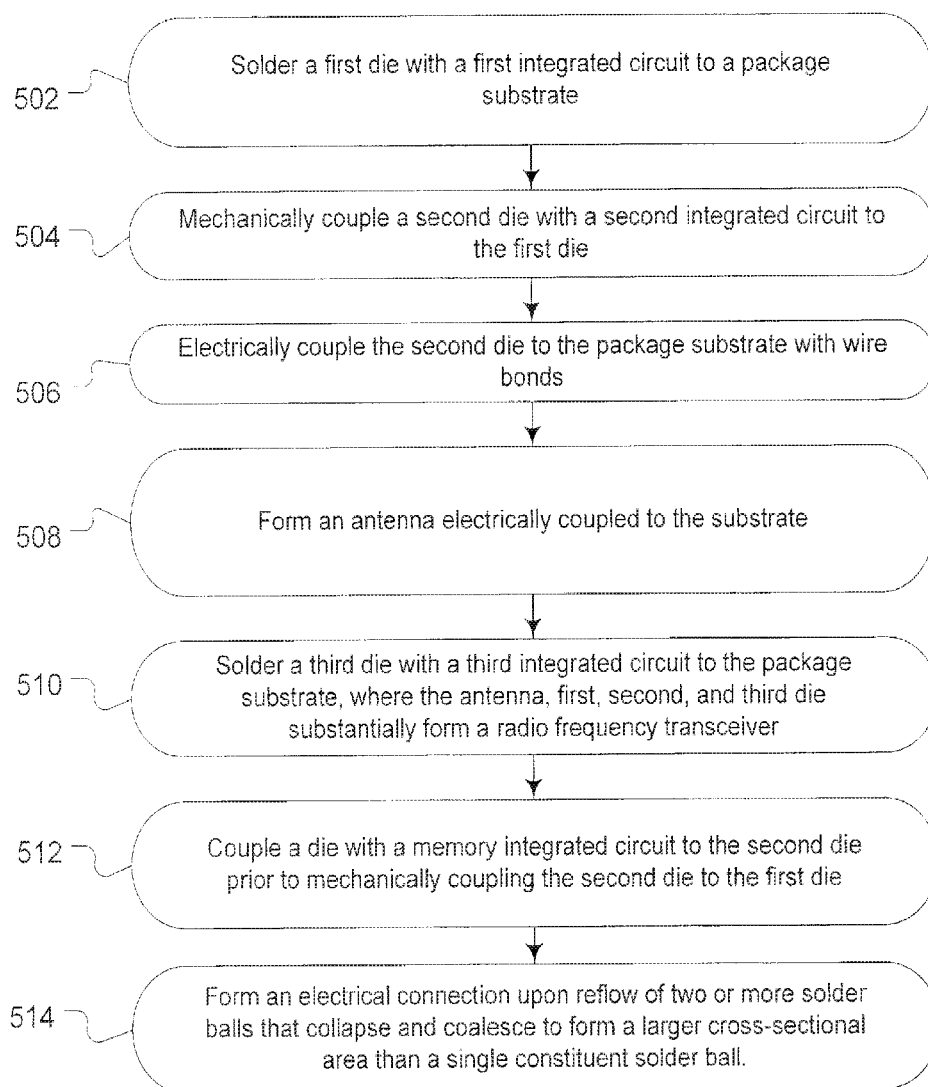 502
Solder a first die with a first integrated circuit to a package
substrate
504
Mechanically couple a second die with a second integrated circuit to
the first die
506
Electrically couple the second die to the package substrate with wire
bonds
508
Form an antenna electrically coupled to the substrate
510
Solder a third die with a third integrated circuit to the package
substrate, where the antenna, first, second, and third die
substantially form a radio frequency transceiver
512
Couple a die with a memory integrated circuit to the second die
prior to mechanically coupling the second die to the first die
514
Form an electrical connection upon reflow of two or more solder
balls that collapse and coalesce to form a larger cross-sectional
area than a single constituent solder ball.